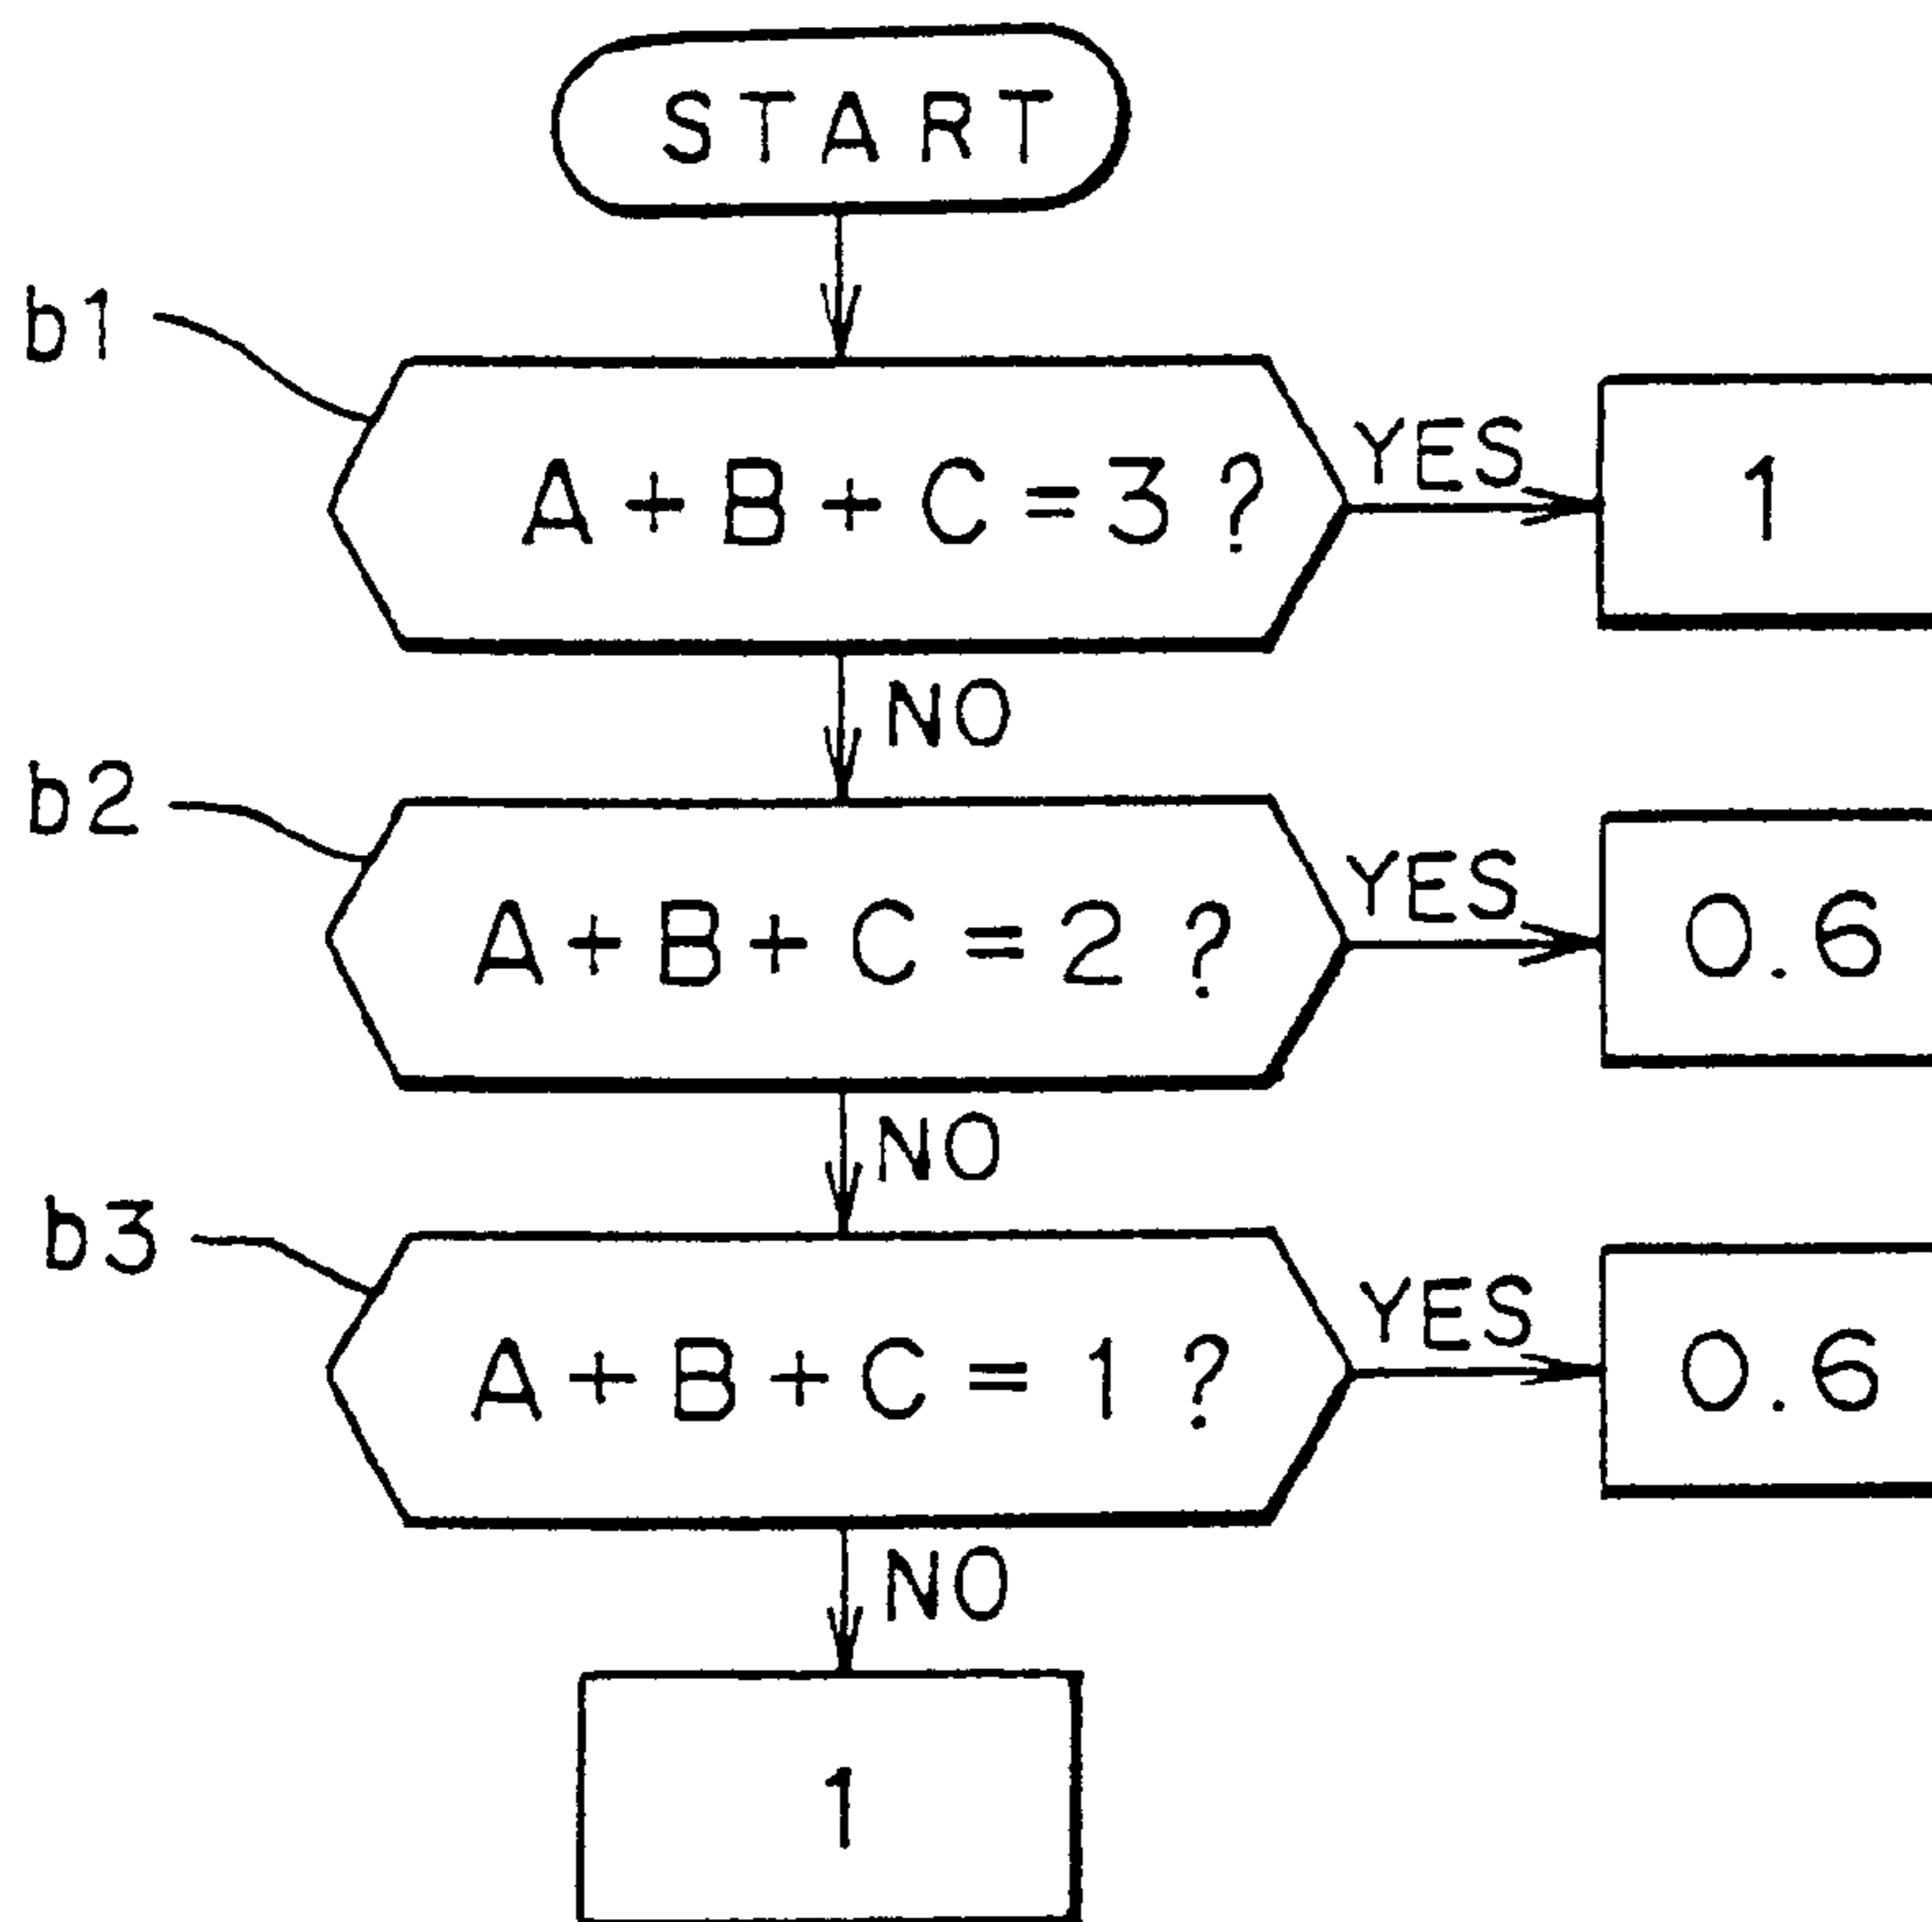 START
b1
A+B+C=3?
YES
1
NO
b2
A+B+C=2?
YES
0.6
NO
b3
A+B+C=1?
YES
0.6
NO
1